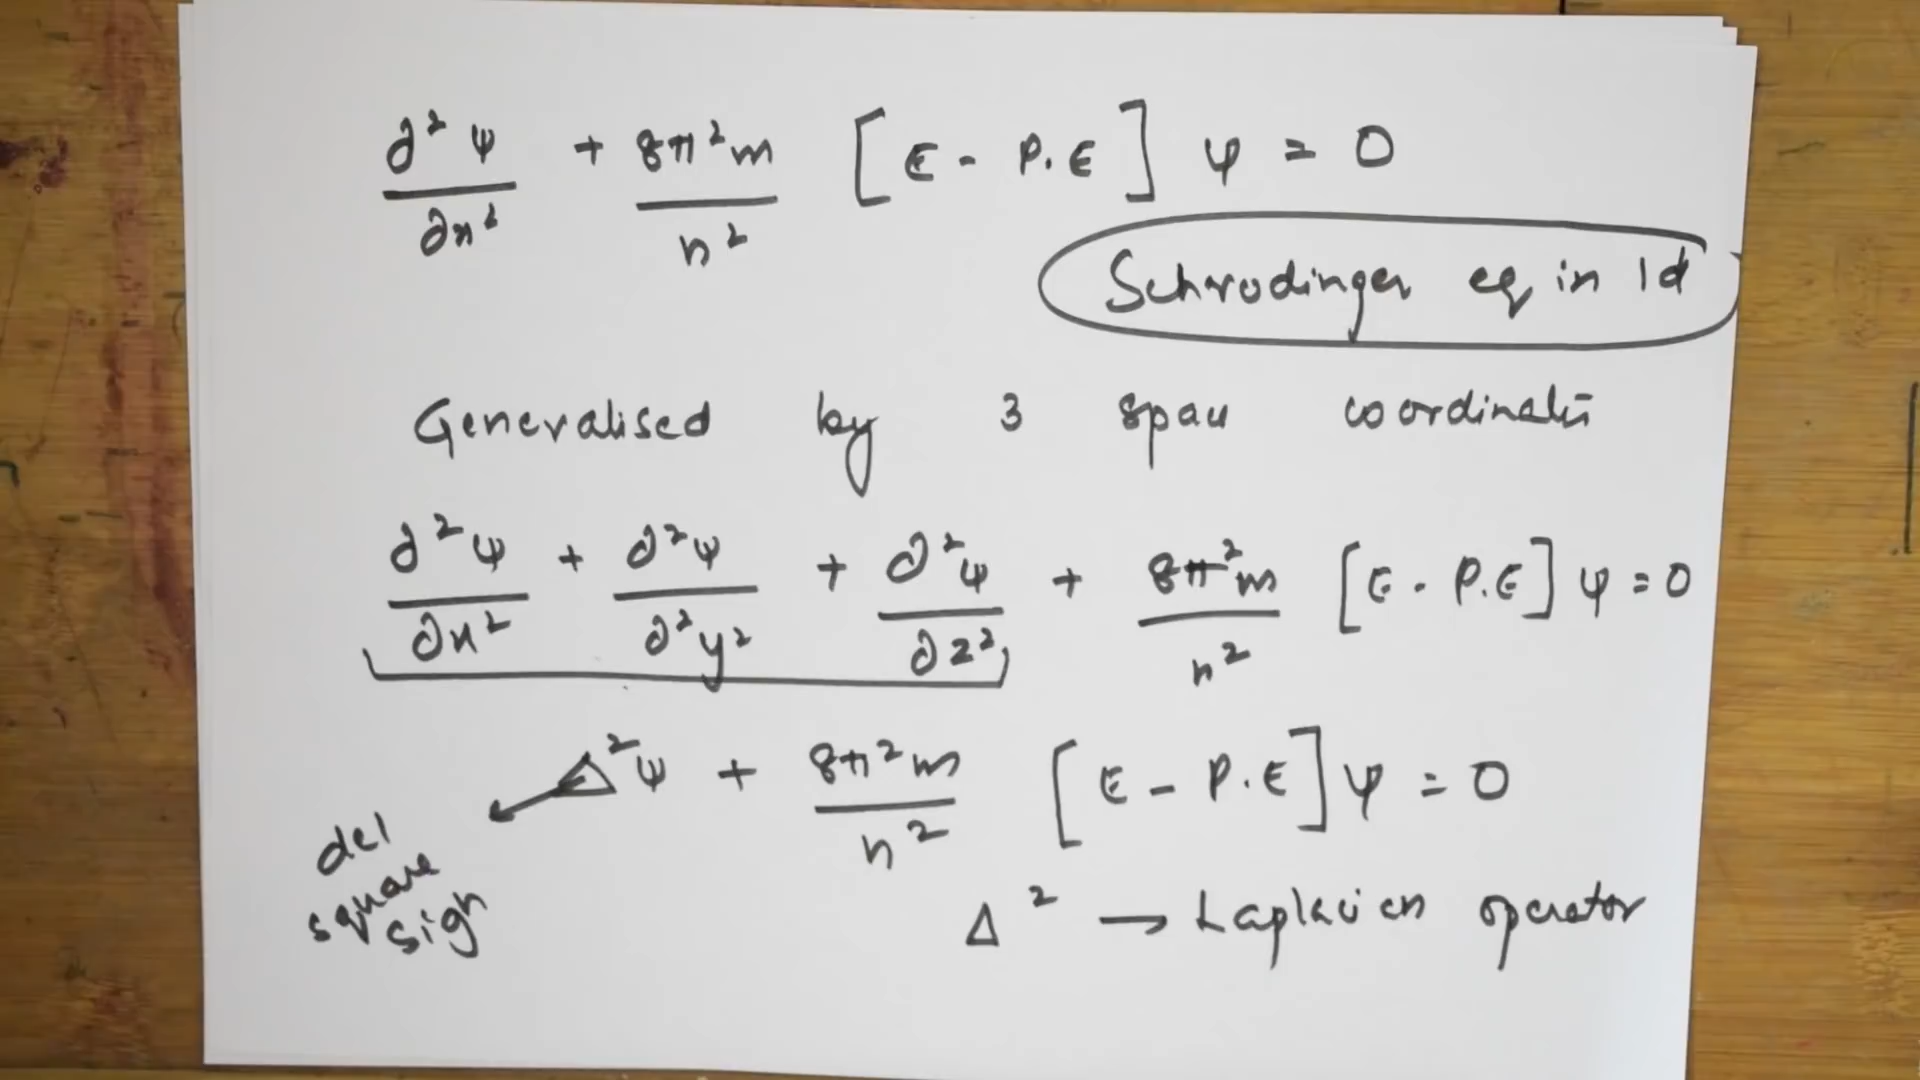 ∂²ψ/∂x² + 8π²m/h² [E - P.E] ψ = 0
Schrodinger eq in 1d
Generalised by 3 space coordinates
∂²ψ/∂x² + ∂²ψ/∂²y² + ∂²ψ/∂z² + 8π²m/h² [E - P.E] ψ = 0
Δ²ψ + 8π²m/h² [E - P.E] ψ = 0
del
square
sign
Δ² → Laplacian operator